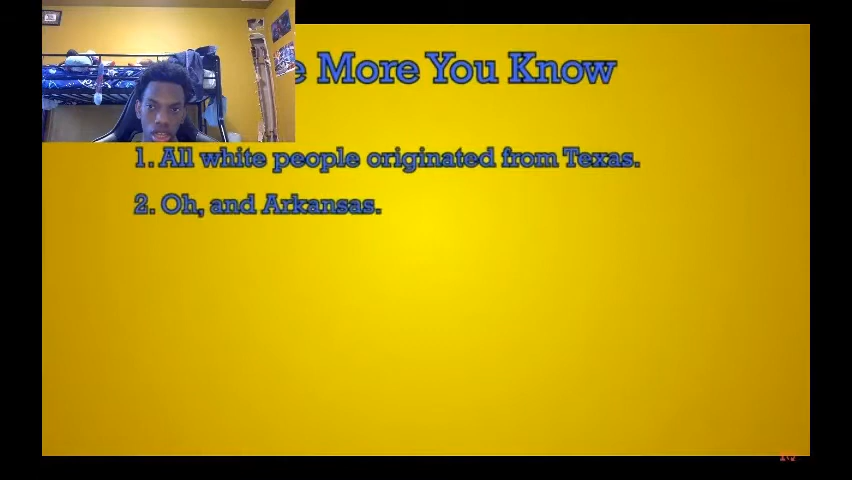 e More You Know
1. All white people originated from Texas.
2. Oh, and Arkansas.